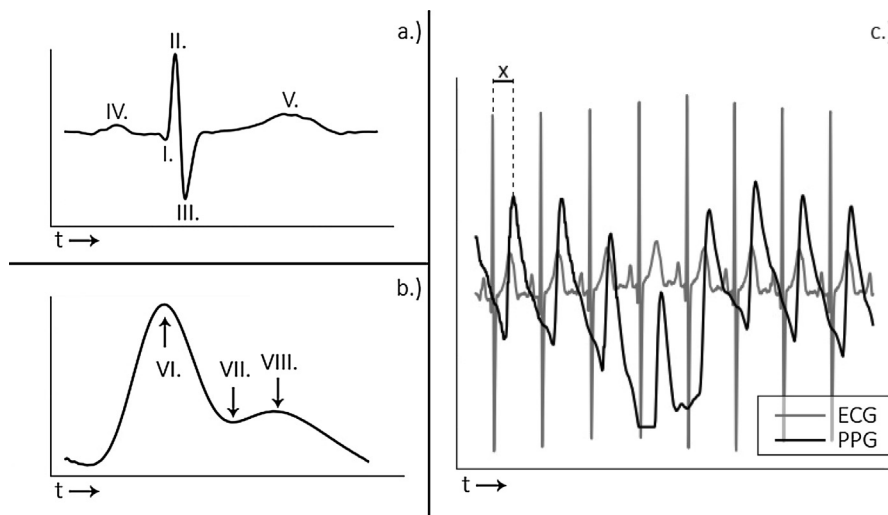 a.)
II.
IV.
V.
I.
III.
t
b.)
VI.
VII.
VIII.
t
c.
x
ECG
PPG
t